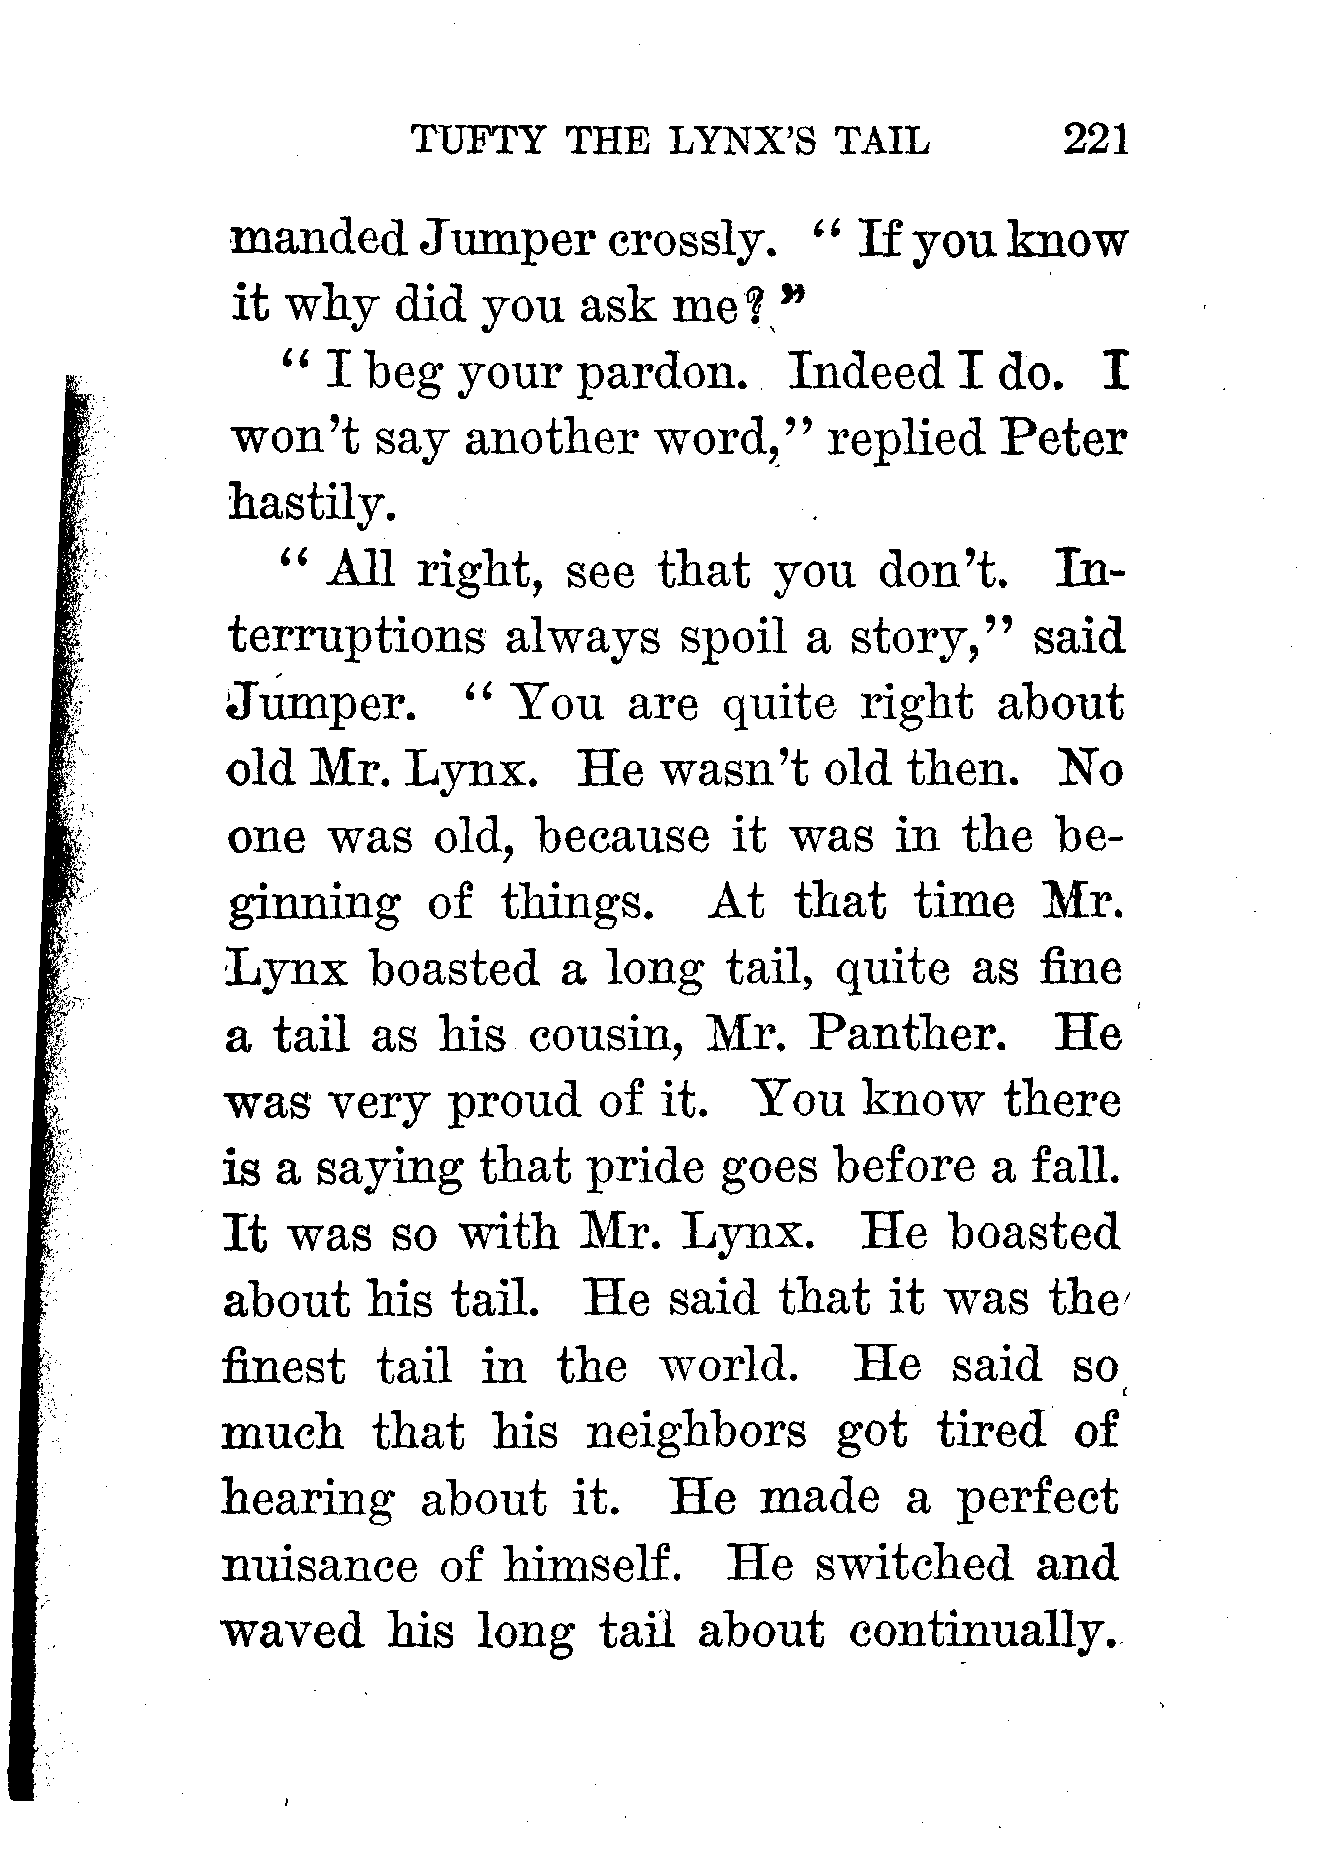 TUFTY THE LYNX'S TAIL 221
manded Jumper crossly. "If you know
it why did you ask me?"
"I beg your pardon. Indeed I do. I
won't say another word," replied Peter
hastily.
"All right, see that you don't. In-
terruptions always spoil a story," said
Jumper. "You are quite right about
old Mr. Lynx. He wasn't old then. No
one was old, because it was in the be-
ginning of things. At that time Mr.
Lynx boasted a long tail, quite as fine
a tail as his cousin, Mr. Panther. He
was very proud of it. You know there
is a saying that pride goes before a fall.
It was so with Mr. Lynx. He boasted
about his tail. He said that it was the
finest tail in the world. He said so
much that his neighbors got tired of
hearing about it. He made a perfect
nuisance of himself. He switched and
waved his long tail about continually.